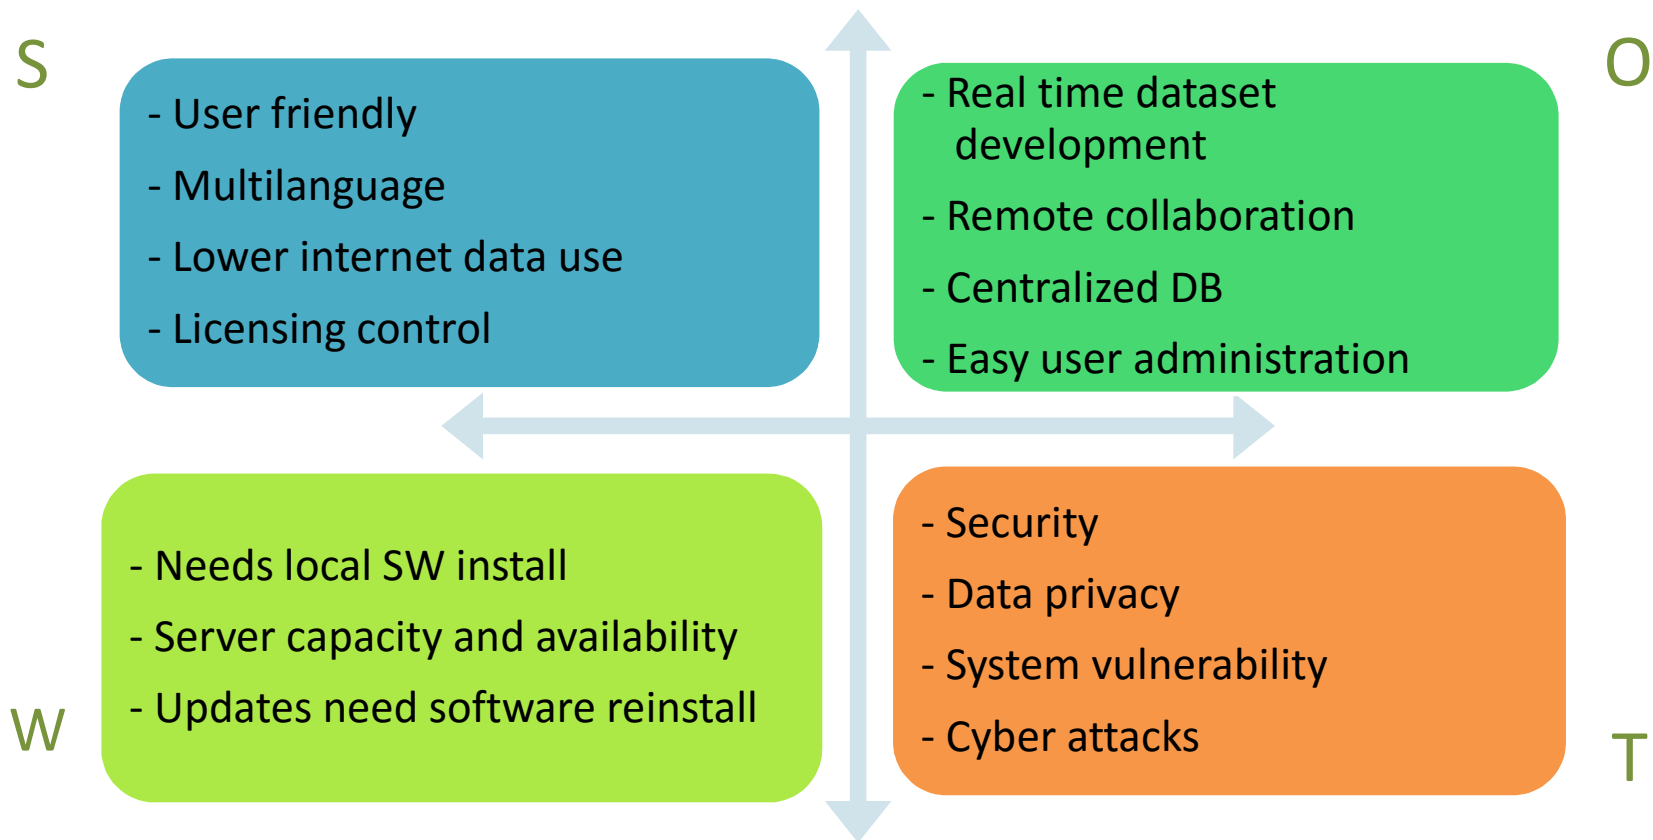 S
- User friendly
- Multilanguage
- Lower internet data use
- Licensing control
O
- Real time dataset
development
- Remote collaboration
- Centralized DB
- Easy user administration
W
- Needs local SW install
- Server capacity and availability
- Updates need software reinstall
T
- Security
- Data privacy
- System vulnerability
- Cyber attacks